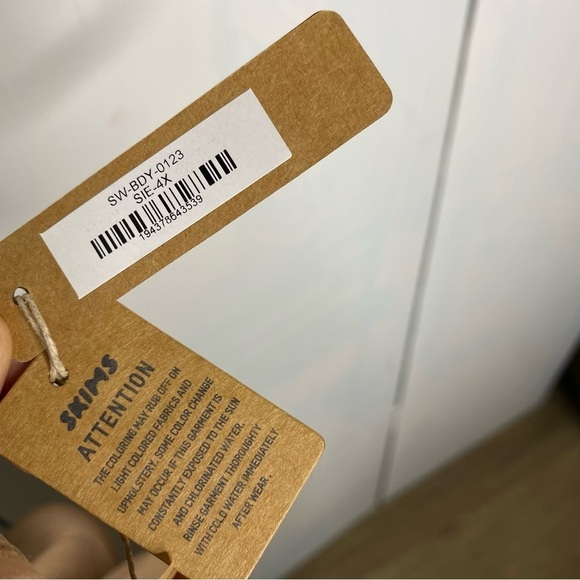 SW-BDY-0123
SIE-4X
194378643539
SKIMS
ATTENTION
THE COLORING MAY RUB OFF ON
LIGHT COLORED FABRICS AND
UPHOLSTERY. SOME COLOR CHANGE
MAY OCCUR IF THIS GARMENT IS
CONSTANTLY EXPOSED TO THE SUN
AND CHLORINATED WATER.
RINSE GARMENT THOROUGHTY
WITH COLD WATER IMMEDIATELY
AFTER WEAR.